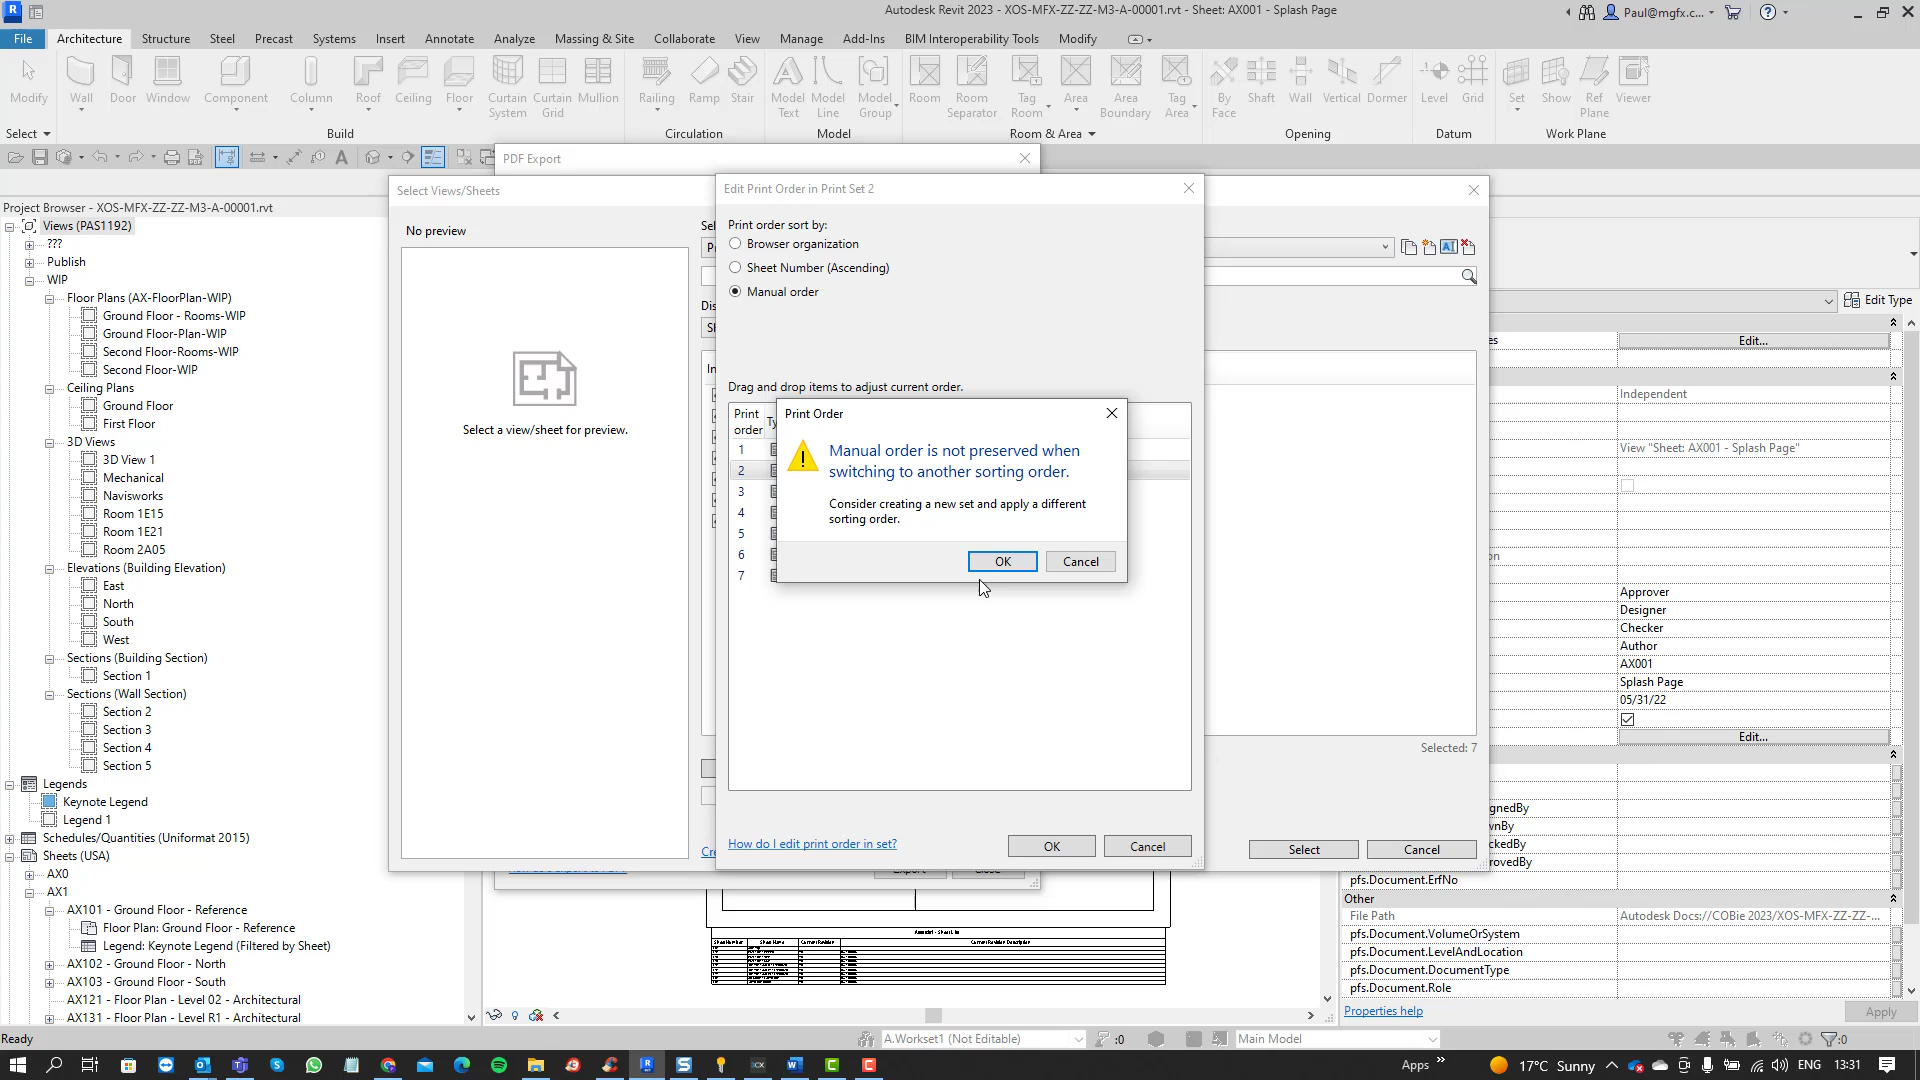 Autodesk Revit 2023 - XOS-MFX-ZZ-ZZ-M3-A-00001.rvt - Sheet: AX001 - Splash Page
Paul@mgfx.c...
File Architecture Structure Steel Precast Systems Insert Annotate Analyze Massing & Site Collaborate View Manage Add-Ins BIM Interoperability Tools Modify
Modify Wall Door Window Component Column Roof Ceiling Floor Curtain System Curtain Grid Mullion Railing Ramp Stair Model Text Model Line Model Group Room Room Separator Tag Room Area Area Boundary Tag Area By Face Shaft Wall Vertical Dormer Level Grid Set Show Ref Plane Viewer
Select Build Circulation Model Room & Area Opening Datum Work Plane
PDF Export
Select Views/Sheets
Edit Print Order in Print Set 2
Project Browser - XOS-MFX-ZZ-ZZ-M3-A-00001.rvt
Views (PAS1192)
???
Publish
WIP
Floor Plans (AX-FloorPlan-WIP)
Ground Floor - Rooms-WIP
Ground Floor-Plan-WIP
Second Floor-Rooms-WIP
Second Floor-WIP
Ceiling Plans
Ground Floor
First Floor
3D Views
3D View 1
Mechanical
Navisworks
Room 1E15
Room 1E21
Room 2A05
Elevations (Building Elevation)
East
North
South
West
Sections (Building Section)
Section 1
Sections (Wall Section)
Section 2
Section 3
Section 4
Section 5
Legends
Keynote Legend
Legend 1
Schedules/Quantities (Uniformat 2015)
Sheets (USA)
AX0
AX1
AX101 - Ground Floor - Reference
Floor Plan: Ground Floor - Reference
Legend: Keynote Legend (Filtered by Sheet)
AX102 - Ground Floor - North
AX103 - Ground Floor - South
AX121 - Floor Plan - Level 02 - Architectural
AX131 - Floor Plan - Level R1 - Architectural
No preview
Select a view/sheet for preview.
Print order sort by:
Browser organization
Sheet Number (Ascending)
Manual order
Drag and drop items to adjust current order.
Print order
1
2
3
4
5
6
7
Print Order
Manual order is not preserved when
switching to another sorting order.
Consider creating a new set and apply a different
sorting order.
OK Cancel
How do I edit print order in set?
OK Cancel
Selected: 7
Select Cancel
Edit Type
Edit...
Independent
View "Sheet: AX001 - Splash Page"
Approver
Designer
Checker
Author
AX001
Splash Page
05/31/22
Edit...
pfs.Document.ErfNo
Other
File Path Autodesk Docs://COBie 2023/XOS-MFX-ZZ-ZZ-...
pfs.Document.VolumeOrSystem
pfs.Document.LevelAndLocation
pfs.Document.DocumentType
pfs.Document.Role
Properties help Apply
Ready
A.Workset1 (Not Editable) :0 Main Model :0
Apps 17°C Sunny ENG 13:31